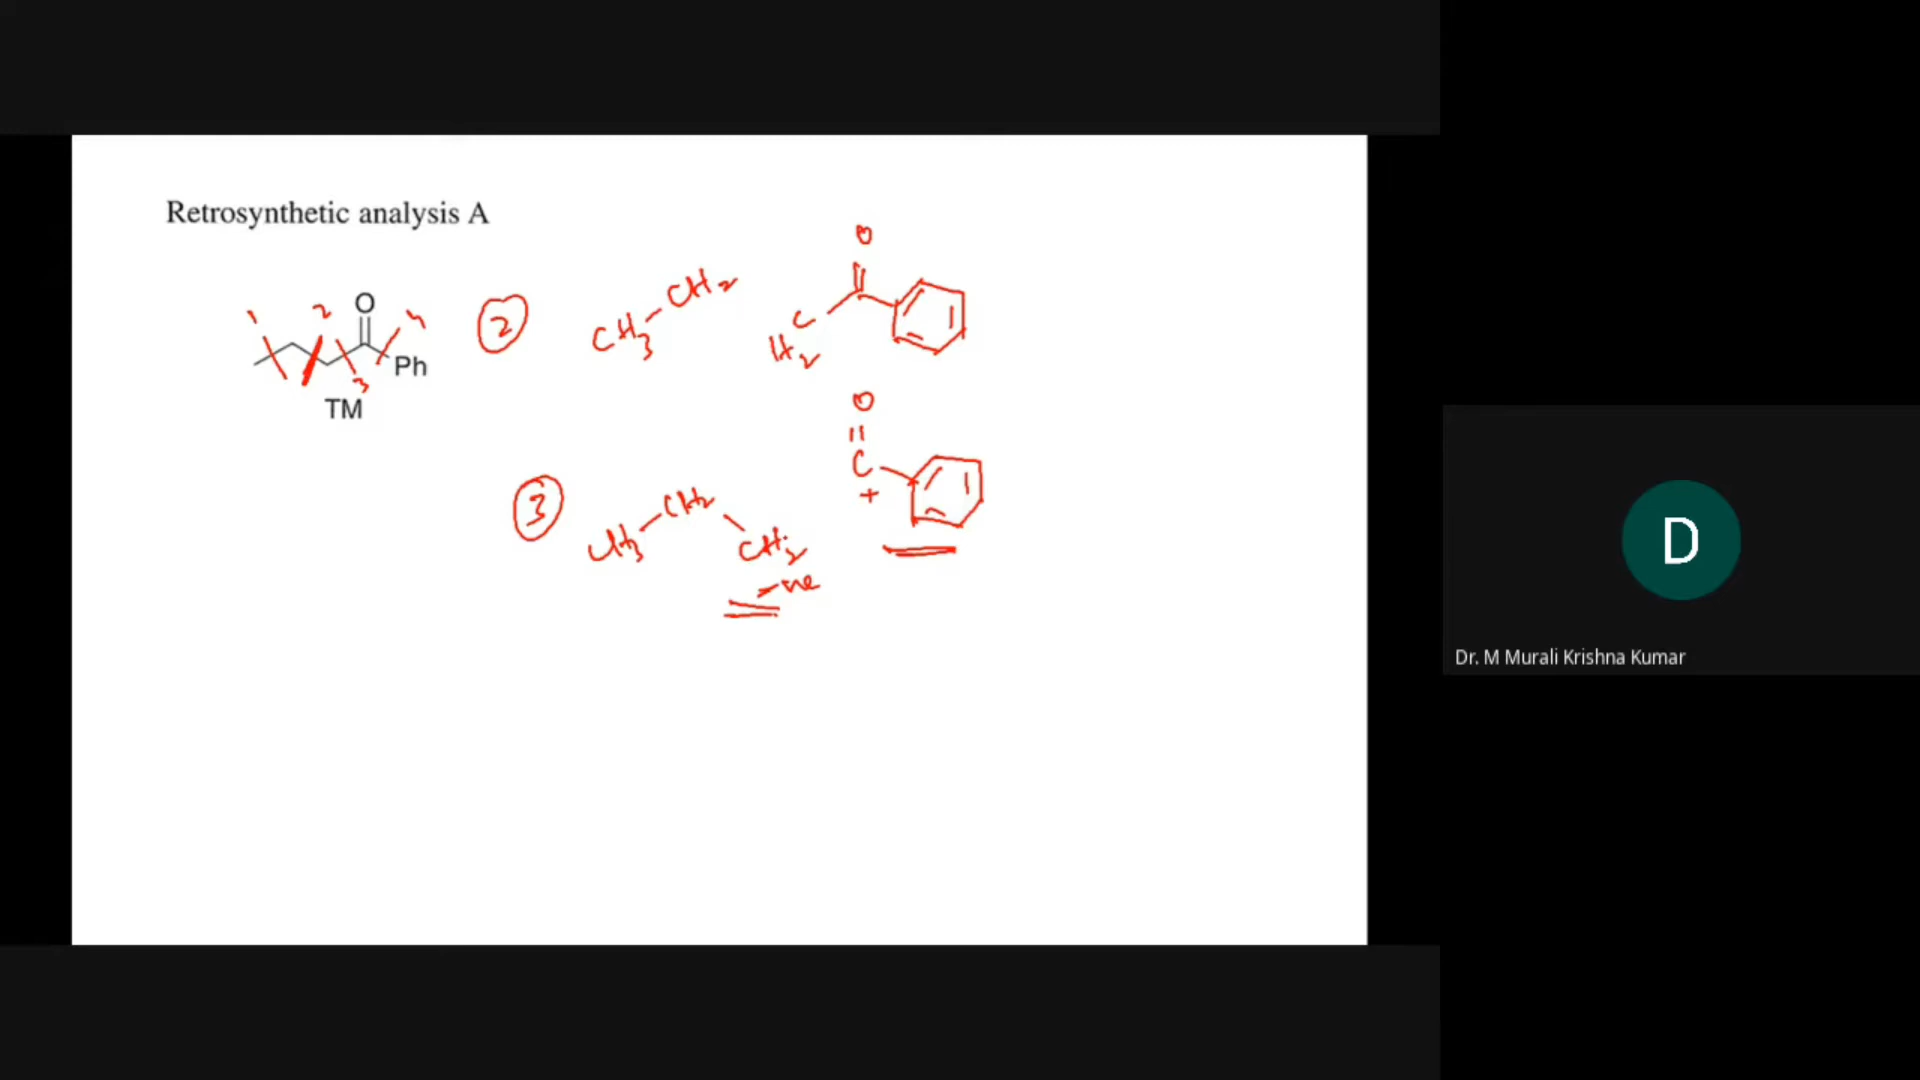 Retrosynthetic analysis A
1 2 O 4
3 Ph
TM
2 CH3 CH2 O
C
H2
3 CH3 CH2 CH2
-ve
O
C
+
D
Dr. M Murali Krishna Kumar